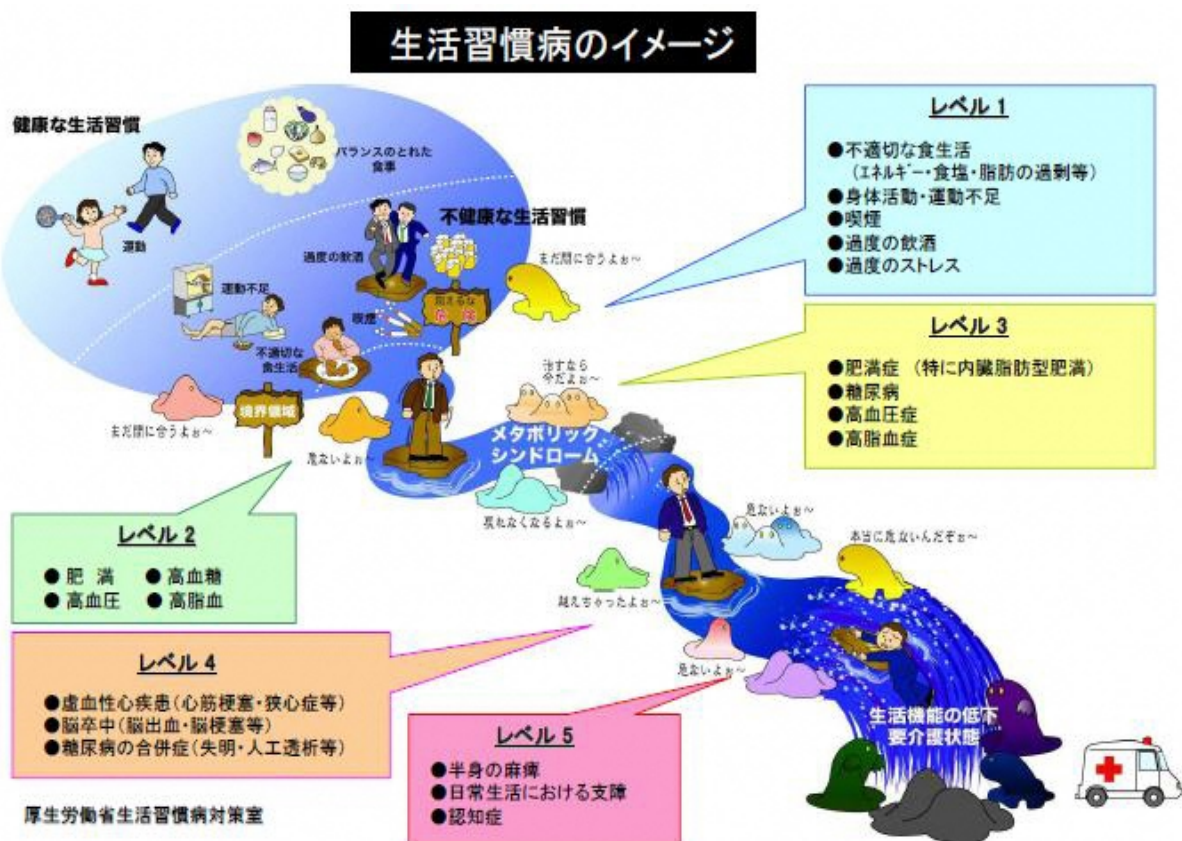 生活習慣病のイメージ
健康な生活習慣
バランスのとれた
食事
運動
不健康な生活習慣
過度の飲酒
まだ間に合うよぉ～
運動不足
喫煙
越えるな
危険
不適切な
食生活
治すなら
今だよぉ～
境界領域
まだ間に合うよぉ～
危ないよぉ～
メタボリック
シンドローム
戻れなくなるよぉ～
危ないよぉ～
本当に危ないんだぞぉ～
越えちゃったよぉ～
危ないよぉ～
生活機能の低下
要介護状態
レベル 1
●不適切な食生活
(エネルギー・食塩・脂肪の過剰等)
●身体活動・運動不足
●喫煙
●過度の飲酒
●過度のストレス
レベル 2
● 肥 満 ● 高血糖
● 高血圧 ● 高脂血
レベル 3
●肥満症 (特に内臓脂肪型肥満)
●糖尿病
●高血圧症
●高脂血症
レベル 4
●虚血性心疾患(心筋梗塞・狭心症等)
●脳卒中(脳出血・脳梗塞等)
●糖尿病の合併症(失明・人工透析等)
レベル 5
●半身の麻痺
●日常生活における支障
●認知症
厚生労働省生活習慣病対策室